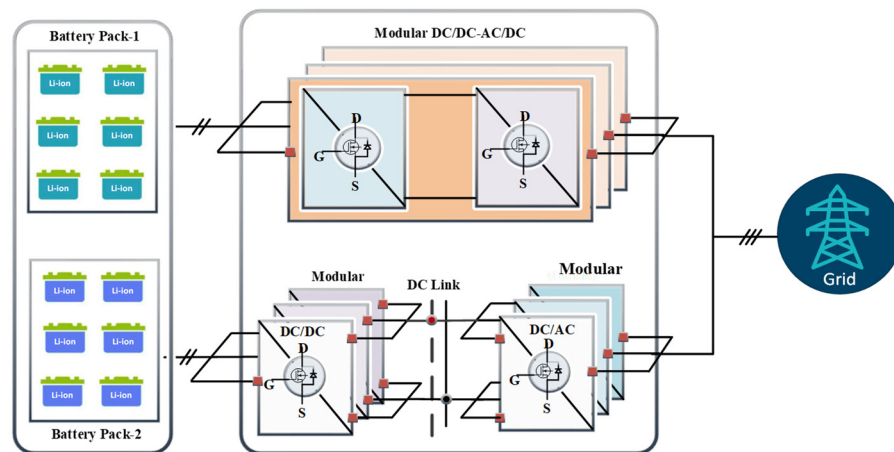 Battery Pack-1
Li-ion Li-ion
Li-ion Li-ion
Li-ion Li-ion
Li-ion Li-ion
Li-ion Li-ion
Li-ion Li-ion
Battery Pack-2
Modular DC/DC-AC/DC
D
G
S
D
G
S
Modular
DC/DC
D
G
S
DC Link
Modular
DC/AC
D
G
S
Grid